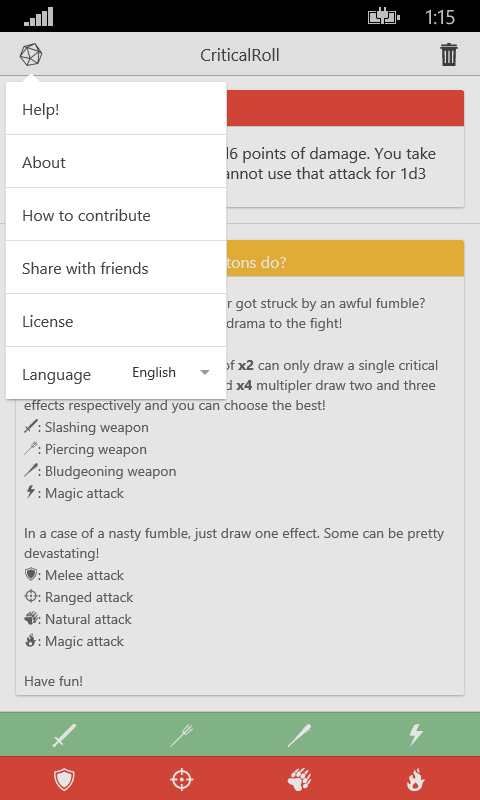 1:15
CriticalRoll
Help!
About
How to contribute
Share with friends
License
Language English
points of damage. You take
use that attack for 1d3
do?
got struck by an awful fumble?
drama to the fight!
of x2 can only draw a single critical
x4 multipler draw two and three
effects respectively and you can choose the best!
: Slashing weapon
: Piercing weapon
: Bludgeoning weapon
: Magic attack
In a case of a nasty fumble, just draw one effect. Some can be pretty
devastating!
: Melee attack
: Ranged attack
: Natural attack
: Magic attack
Have fun!